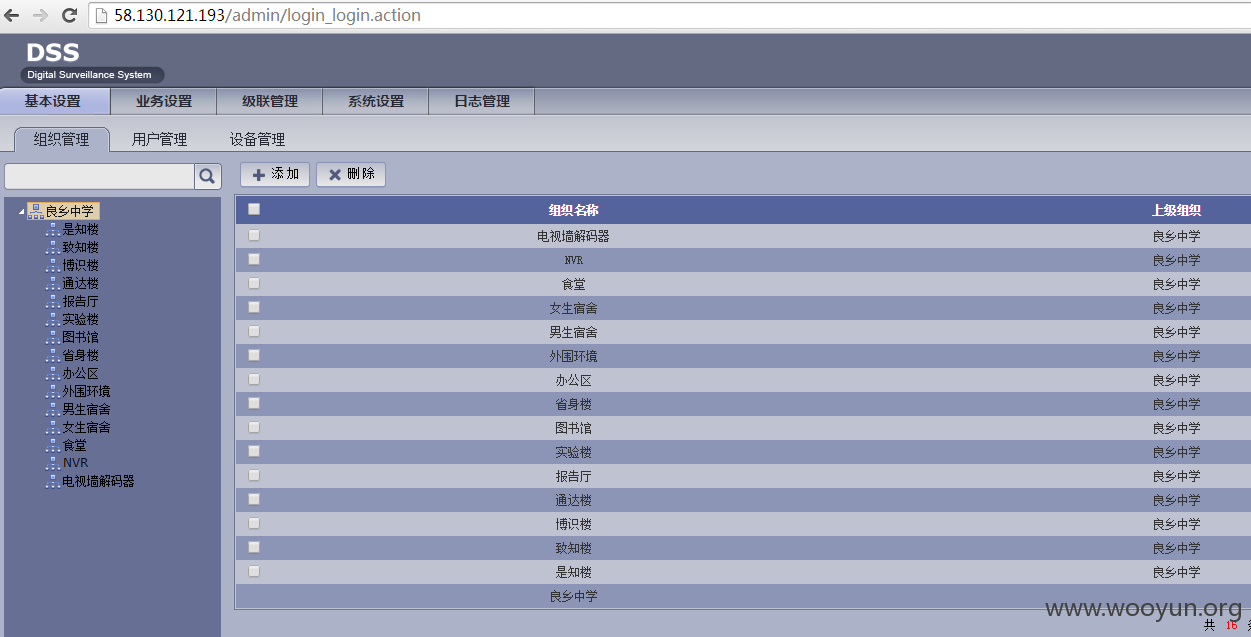 58.130.121.193/admin/login_login.action
DSS
Digital Surveillance System
基本设置 业务设置 级联管理 系统设置 日志管理
组织管理 用户管理 设备管理
添加 删除
良乡中学
是知楼
致知楼
博识楼
通达楼
报告厅
实验楼
图书馆
省身楼
办公区
外围环境
男生宿舍
女生宿舍
食堂
NVR
电视墙解码器
组织名称 上级组织
电视墙解码器 良乡中学
NVR 良乡中学
食堂 良乡中学
女生宿舍 良乡中学
男生宿舍 良乡中学
外围环境 良乡中学
办公区 良乡中学
省身楼 良乡中学
图书馆 良乡中学
实验楼 良乡中学
报告厅 良乡中学
通达楼 良乡中学
博识楼 良乡中学
致知楼 良乡中学
是知楼 良乡中学
良乡中学
www.wooyun.org
共 16